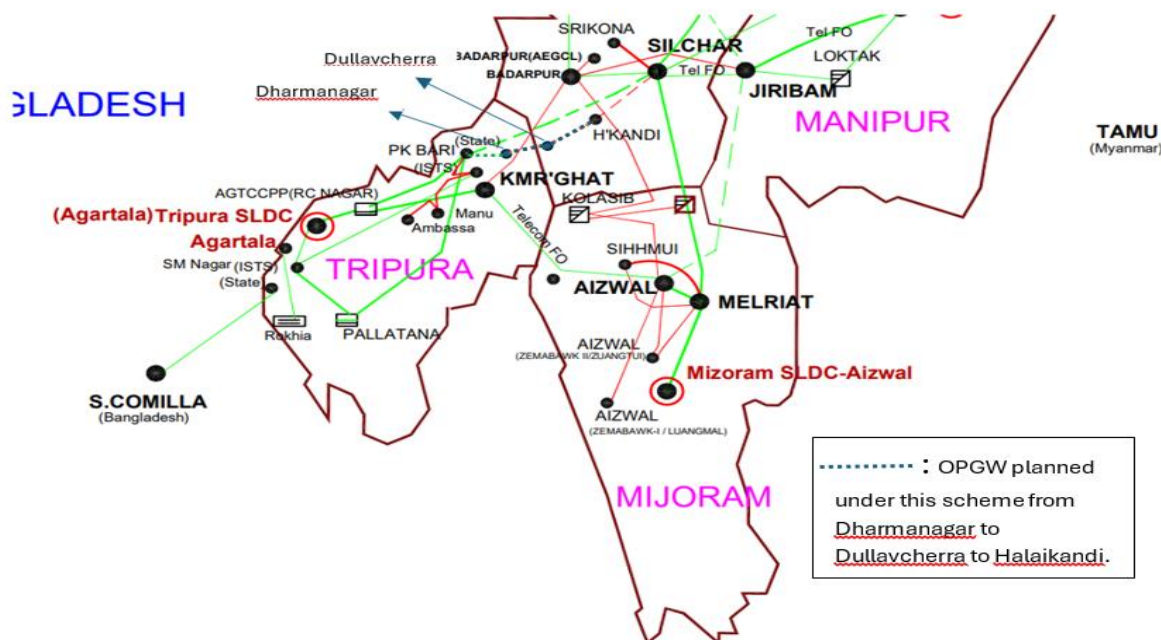 SRIKONA
Tel FO
LOKTAK
SILCHAR
BADARPUR(AEGCL)
BADARPUR
Tel FO
JIRIBAM
Dullavcherra
Dharmanagar
GLADESH
MANIPUR
TAMU
(Myanmar)
H'KANDI
(State)
PK BARI
(ISTS)
KMR'GHAT
AGTCCPP(RC NAGAR)
KOLASIB
(Agartala)Tripura SLDC
Manu
Ambassa
Agartala
Telecom FO
SM Nagar (ISTS)
(State)
TRIPURA
SIHHMUI
AIZWAL
MELRIAT
Rokhia
PALLATANA
AIZWAL
(ZEMABAWK II/ZUANGTUI)
Mizoram SLDC-Aizwal
S.COMILLA
(Bangladesh)
AIZWAL
(ZEMABAWK-I / LUANGMAL)
MIJORAM
: OPGW planned
under this scheme from
Dharmanagar to
Dullavcherra to Halaikandi.